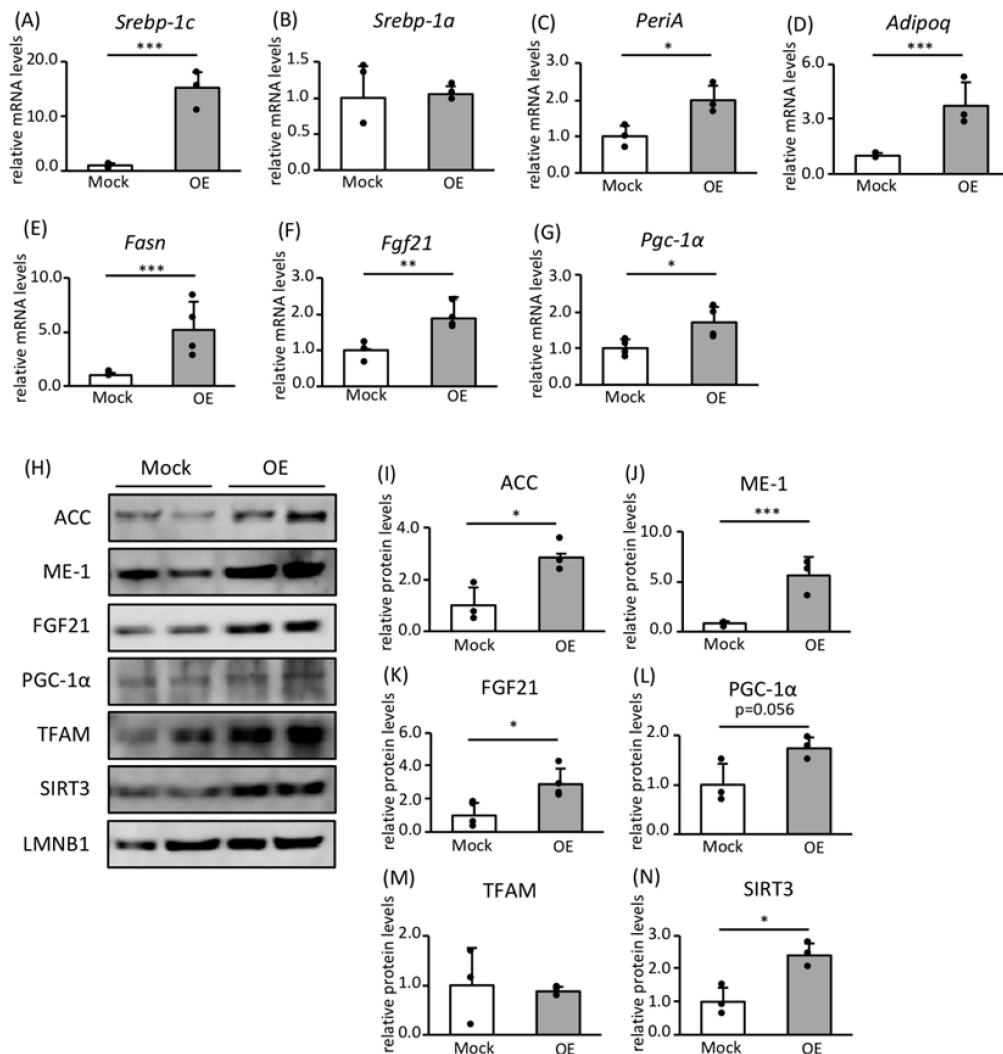 (A)
Srebp-1c
***
relative mRNA levels
20.0
10.0
0.0
Mock
OE
(B)
Srebp-1a
relative mRNA levels
1.5
1.0
0.5
0.0
Mock
OE
(C)
PeriA
*
relative mRNA levels
3.0
2.0
1.0
0.0
Mock
OE
(D)
Adipoq
***
relative mRNA levels
6.0
3.0
0.0
Mock
OE
(E)
Fasn
***
relative mRNA levels
10.0
5.0
0.0
Mock
OE
(F)
Fgf21
**
relative mRNA levels
3.0
2.0
1.0
0.0
Mock
OE
(G)
Pgc-1α
*
relative mRNA levels
3.0
2.0
1.0
0.0
Mock
OE
(H)
Mock
OE
ACC
ME-1
FGF21
PGC-1α
TFAM
SIRT3
LMNB1
(I)
ACC
*
relative protein levels
4.0
2.0
0.0
Mock
OE
(J)
ME-1
***
relative protein levels
10.0
5.0
0.0
Mock
OE
(K)
FGF21
*
relative protein levels
6.0
4.0
2.0
0.0
Mock
OE
(L)
PGC-1α
p=0.056
relative protein levels
2.0
1.0
0.0
Mock
OE
(M)
TFAM
relative protein levels
2.0
1.0
0.0
Mock
OE
(N)
SIRT3
*
relative protein levels
3.0
2.0
1.0
0.0
Mock
OE